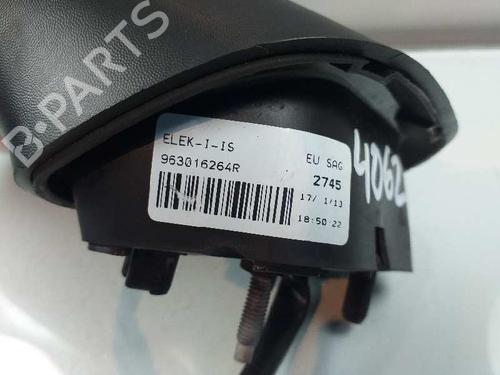 B-PARTS
ELEK-I-IS
963016264R
EU SAG
2745
17/ 1/13
18:50:22
4062